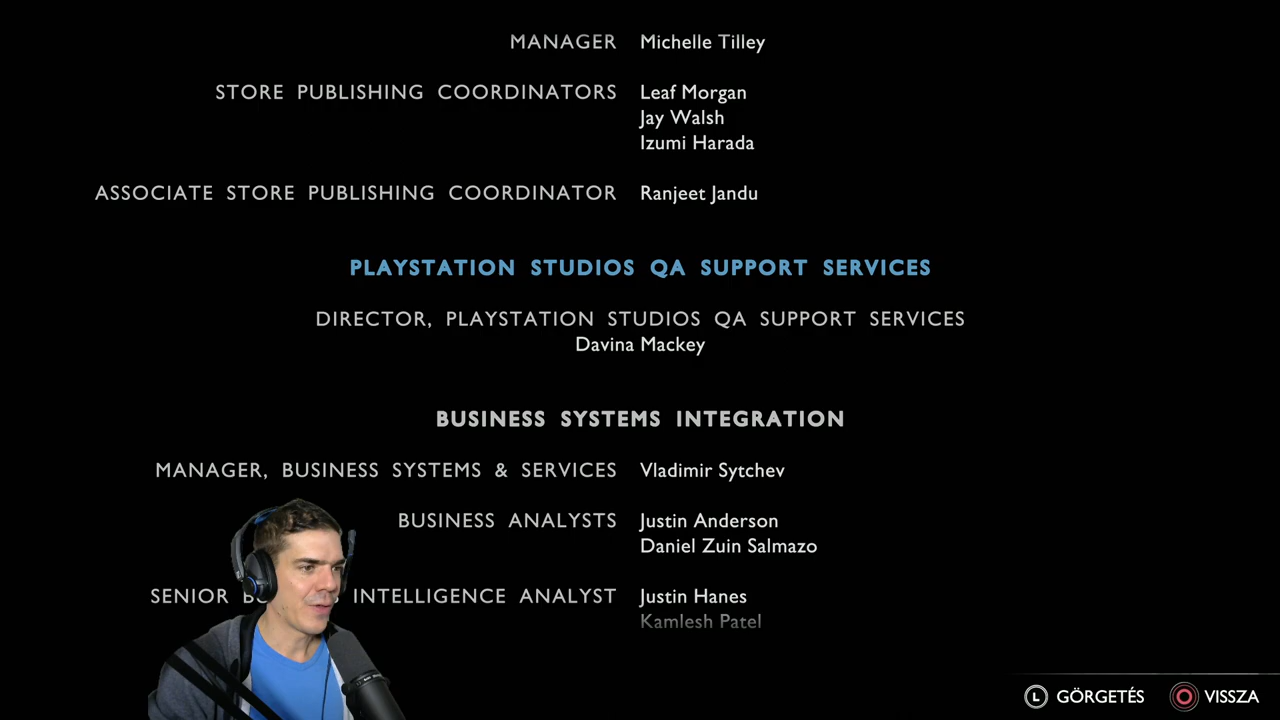 MANAGER Michelle Tilley
STORE PUBLISHING COORDINATORS Leaf Morgan
Jay Walsh
Izumi Harada
ASSOCIATE STORE PUBLISHING COORDINATOR Ranjeet Jandu
PLAYSTATION STUDIOS QA SUPPORT SERVICES
DIRECTOR, PLAYSTATION STUDIOS QA SUPPORT SERVICES
Davina Mackey
BUSINESS SYSTEMS INTEGRATION
MANAGER, BUSINESS SYSTEMS & SERVICES Vladimir Sytchev
BUSINESS ANALYSTS Justin Anderson
Daniel Zuin Salmazo
SENIOR INTELLIGENCE ANALYST Justin Hanes
Kamlesh Patel
L GÖRGETÉS VISSZA